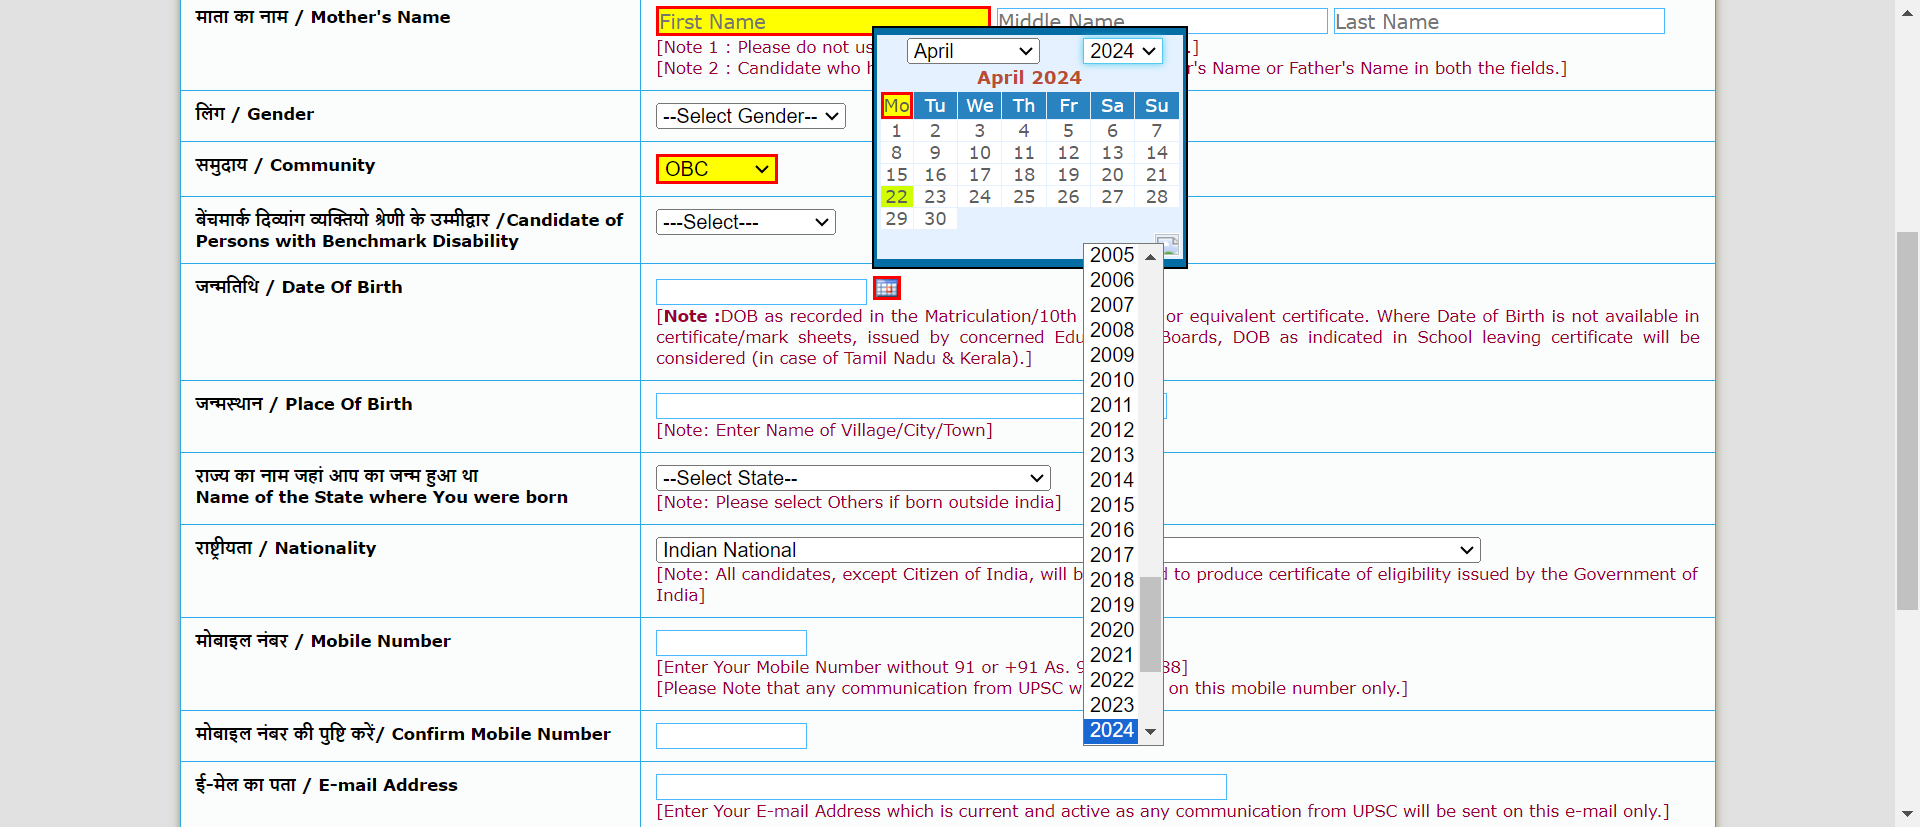 माता का नाम / Mother's Name
First Name Middle Name Last Name
[Note 1 : Please do not us .]
[Note 2 : Candidate who r's Name or Father's Name in both the fields.]
April 2024
April 2024
Mo Tu We Th Fr Sa Su
1 2 3 4 5 6 7
8 9 10 11 12 13 14
15 16 17 18 19 20 21
22 23 24 25 26 27 28
29 30
लिंग / Gender
--Select Gender--
समुदाय / Community
OBC
बेंचमार्क दिव्यांग व्यक्तियो श्रेणी के उम्मीद्वार /Candidate of
Persons with Benchmark Disability
---Select---
जन्मतिथि / Date Of Birth
[Note :DOB as recorded in the Matriculation/10th or equivalent certificate. Where Date of Birth is not available in
certificate/mark sheets, issued by concerned Edu Boards, DOB as indicated in School leaving certificate will be
considered (in case of Tamil Nadu & Kerala).]
2005
2006
2007
2008
2009
2010
2011
2012
2013
2014
2015
2016
2017
2018
2019
2020
2021
2022
2023
2024
जन्मस्थान / Place Of Birth
[Note: Enter Name of Village/City/Town]
राज्य का नाम जहां आप का जन्म हुआ था
Name of the State where You were born
--Select State--
[Note: Please select Others if born outside india]
राष्ट्रीयता / Nationality
Indian National
[Note: All candidates, except Citizen of India, will b d to produce certificate of eligibility issued by the Government of
India]
मोबाइल नंबर / Mobile Number
[Enter Your Mobile Number without 91 or +91 As. 9 88]
[Please Note that any communication from UPSC w on this mobile number only.]
मोबाइल नंबर की पुष्टि करें/ Confirm Mobile Number
ई-मेल का पता / E-mail Address
[Enter Your E-mail Address which is current and active as any communication from UPSC will be sent on this e-mail only.]